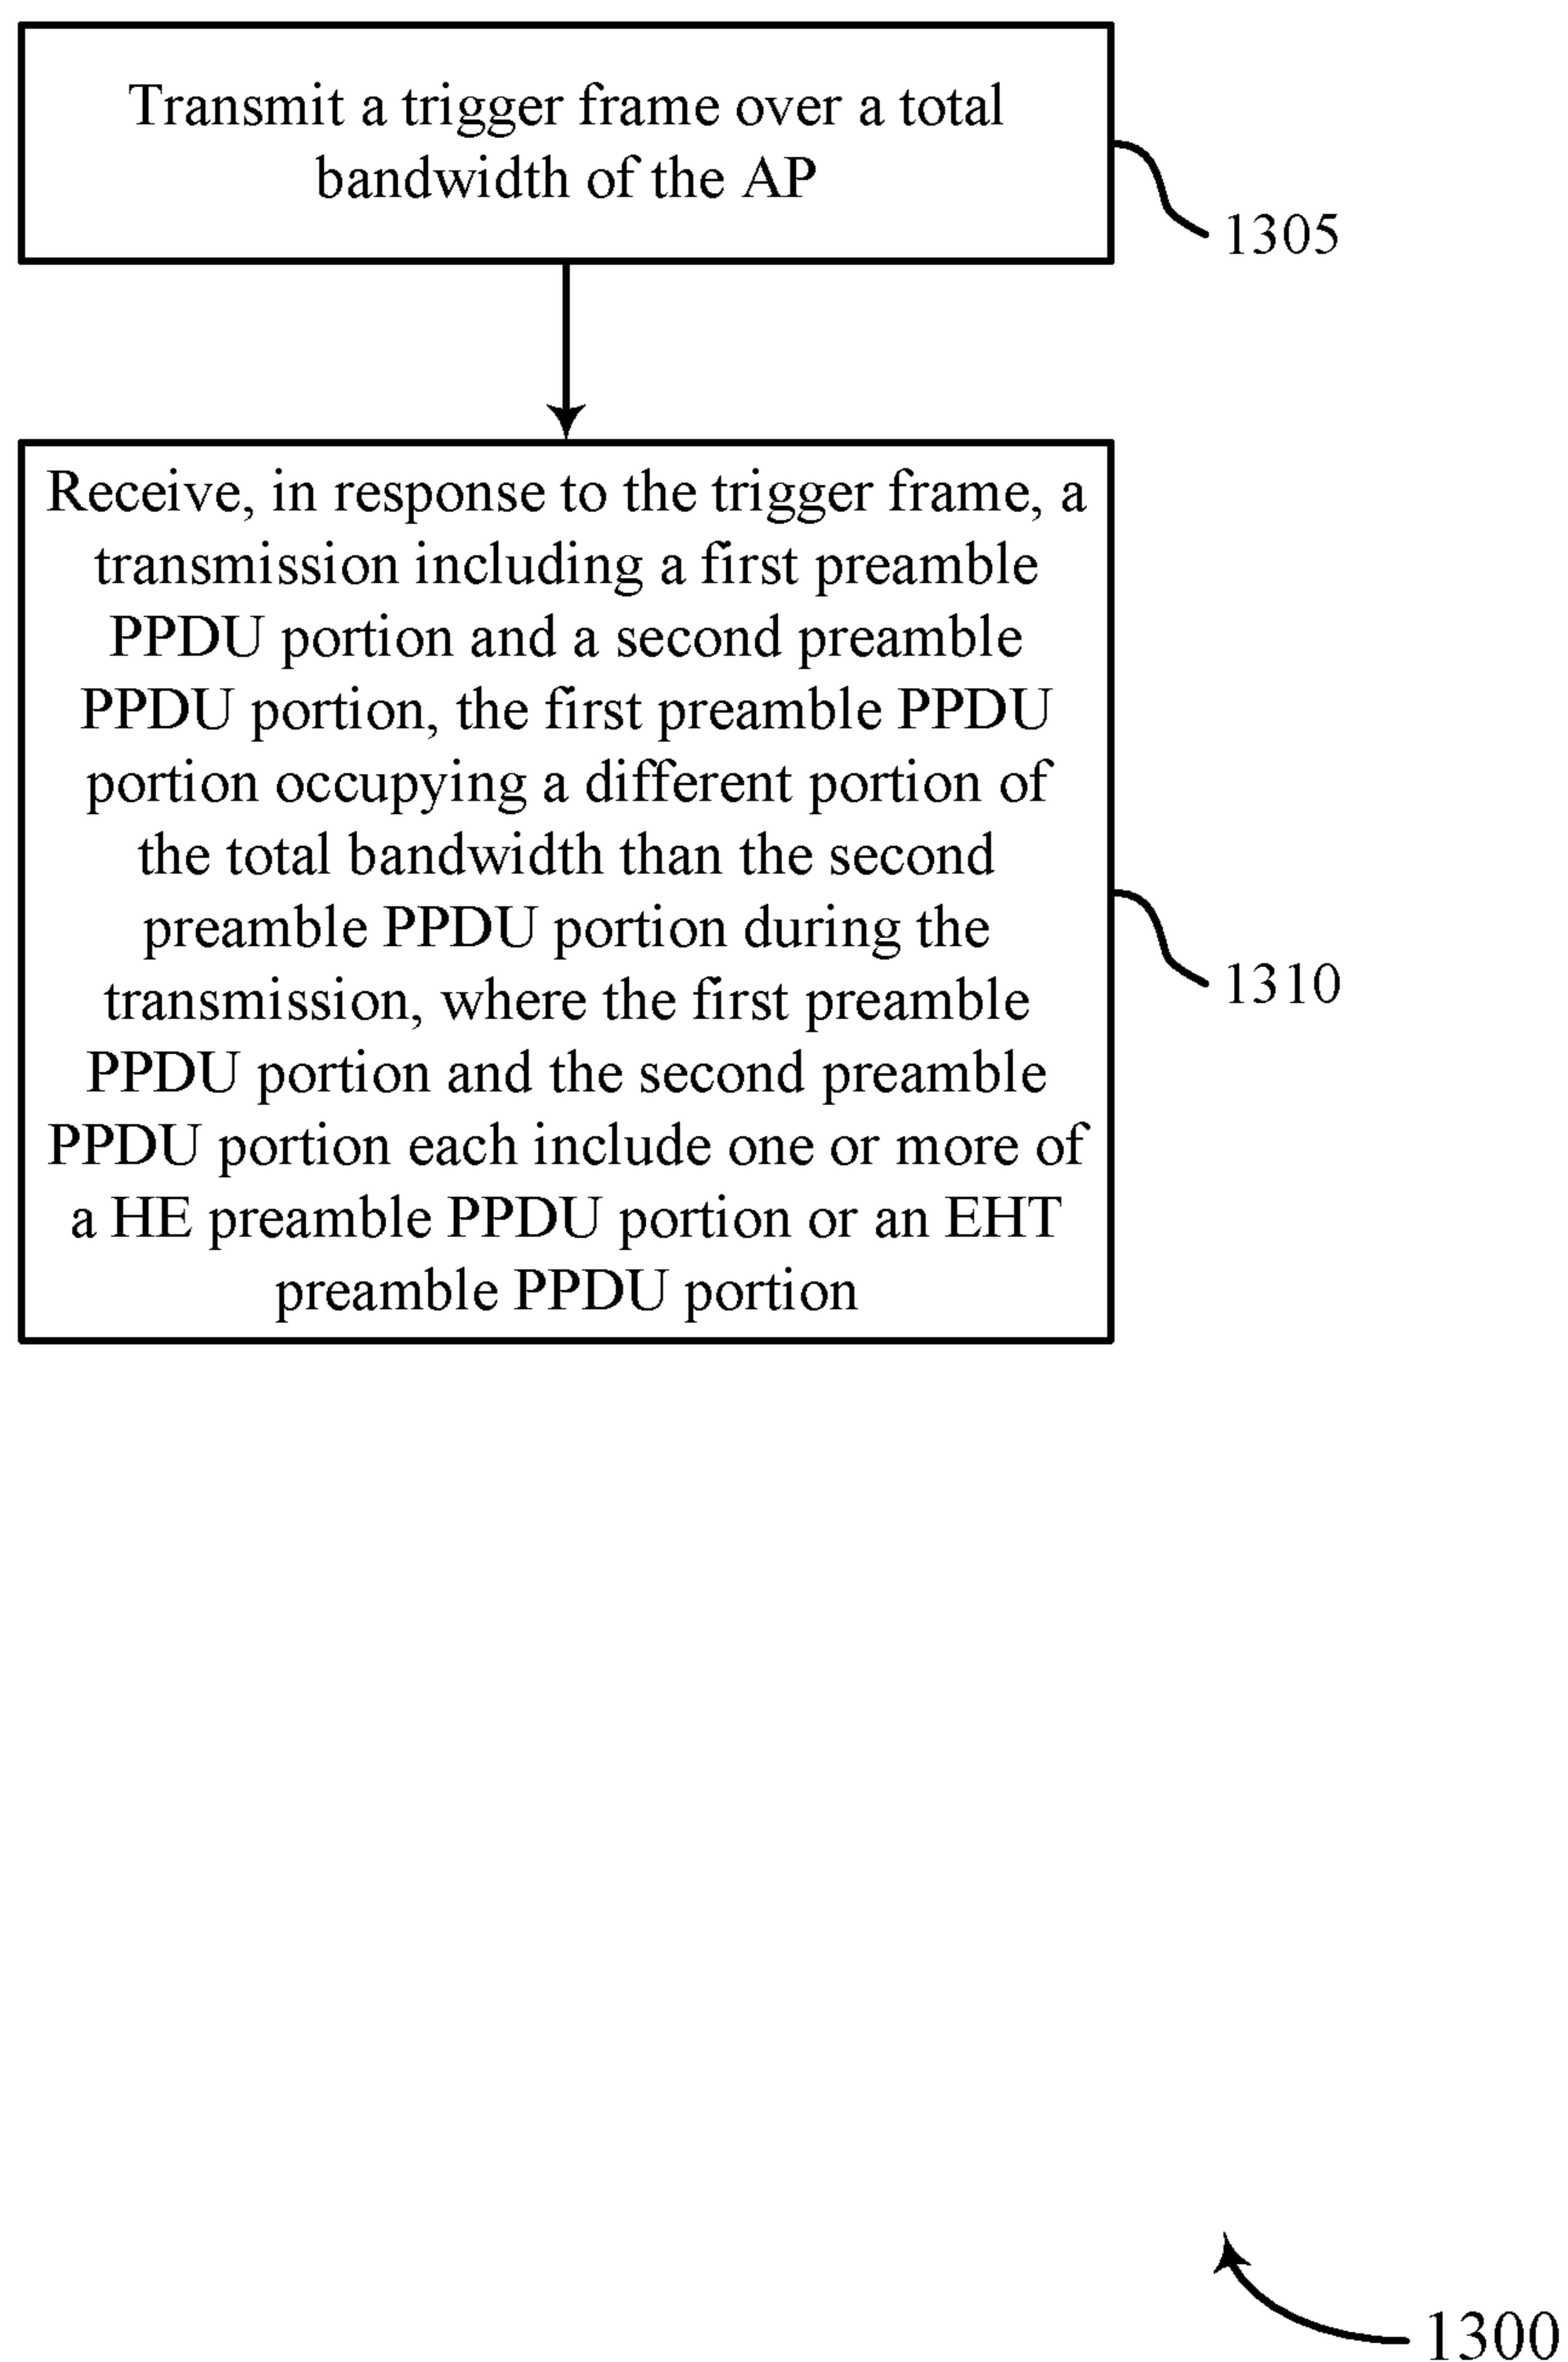 Transmit a trigger frame over a total
bandwidth of the AP
1305
Receive, in response to the trigger frame, a
transmission including a first preamble
PPDU portion and a second preamble
PPDU portion, the first preamble PPDU
portion occupying a different portion of
the total bandwidth than the second
preamble PPDU portion during the
transmission, where the first preamble
PPDU portion and the second preamble
PPDU portion each include one or more of
a HE preamble PPDU portion or an EHT
preamble PPDU portion
1310
1300